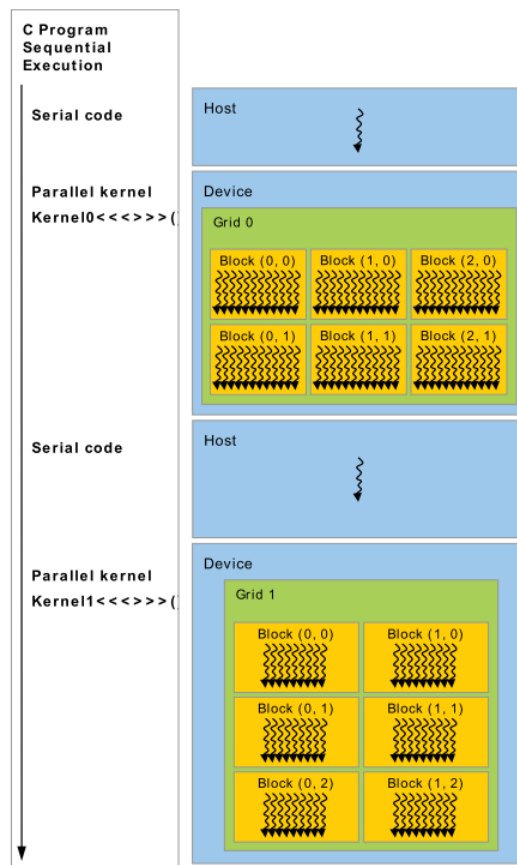 C Program
Sequential
Execution
Serial code
Host
Parallel kernel
Kernel0<<<>>>()
Device
Grid 0
Block (0, 0) Block (1, 0) Block (2, 0)
Block (0, 1) Block (1, 1) Block (2, 1)
Serial code
Host
Parallel kernel
Kernel1<<<>>>(
Device
Grid 1
Block (0, 0) Block (1, 0)
Block (0, 1) Block (1, 1)
Block (0, 2) Block (1, 2)